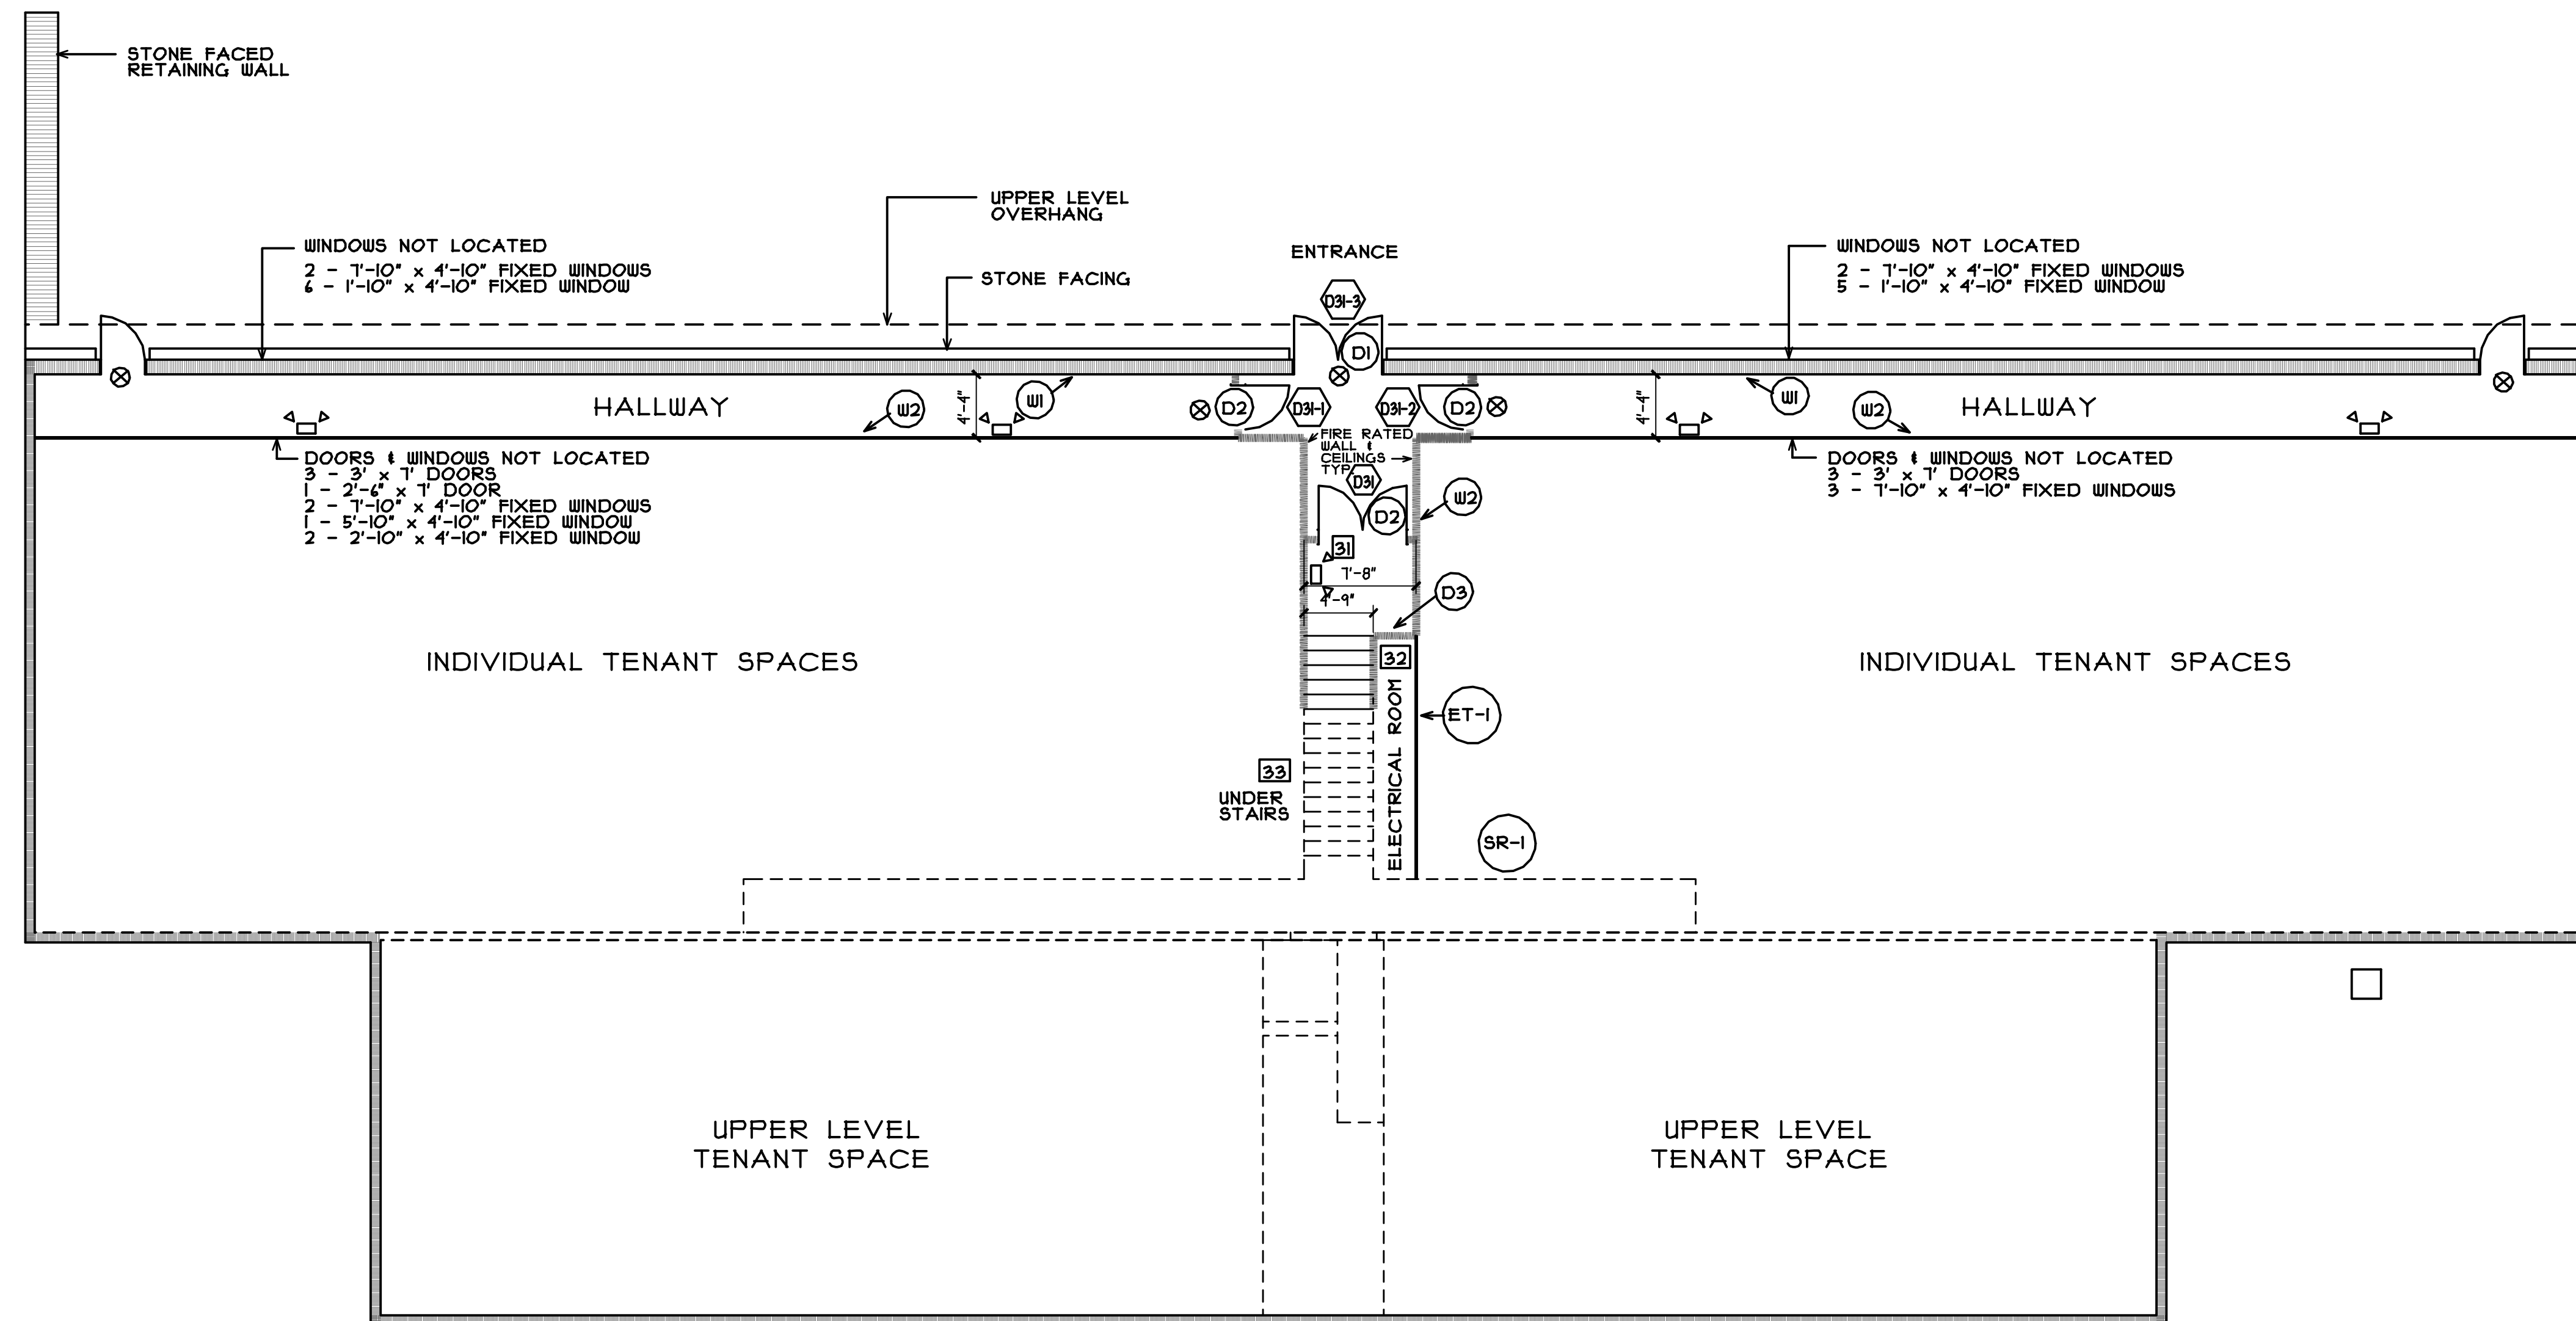 STONE FACED
RETAINING WALL
UPPER LEVEL
OVERHANG
WINDOWS NOT LOCATED
2 - 7'-10" x 4'-10" FIXED WINDOWS
6 - 1'-10" x 4'-10" FIXED WINDOW
STONE FACING
ENTRANCE
WINDOWS NOT LOCATED
2 - 7'-10" x 4'-10" FIXED WINDOWS
5 - 1'-10" x 4'-10" FIXED WINDOW
D31-3
D1
HALLWAY
W2
4'-4"
W1
D2
D31-1
D31-2
D2
4'-4"
W1
W2
HALLWAY
FIRE RATED
WALL &
CEILINGS
TYP.
D31
DOORS & WINDOWS NOT LOCATED
3 - 3' x 7' DOORS
1 - 2'-6" x 7' DOOR
2 - 7'-10" x 4'-10" FIXED WINDOWS
1 - 5'-10" x 4'-10" FIXED WINDOW
2 - 2'-10" x 4'-10" FIXED WINDOW
DOORS & WINDOWS NOT LOCATED
3 - 3' x 7' DOORS
3 - 7'-10" x 4'-10" FIXED WINDOWS
W2
D2
31
7'-8"
4'-9"
D3
INDIVIDUAL TENANT SPACES
32
INDIVIDUAL TENANT SPACES
ELECTRICAL ROOM
ET-1
33
UNDER
STAIRS
SR-1
UPPER LEVEL
TENANT SPACE
UPPER LEVEL
TENANT SPACE